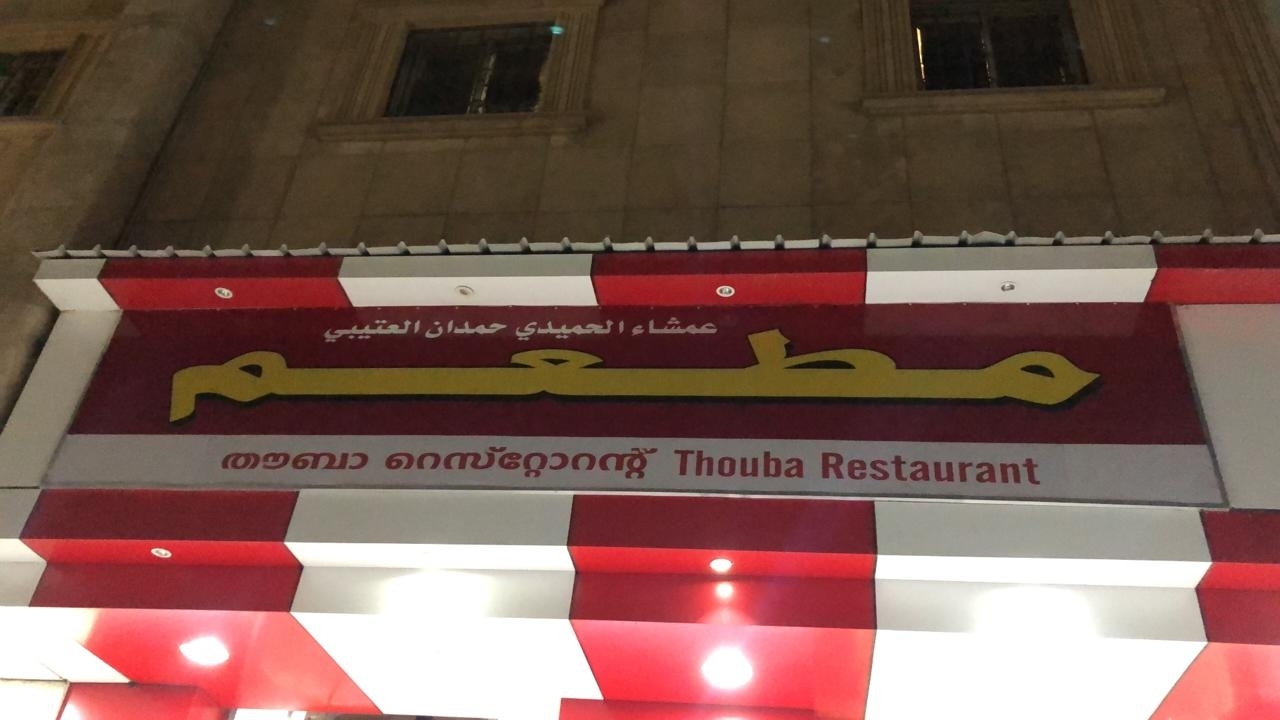 عمشاء الحميدي حمدان العتيبي
مطعم
തൗബാ റെസ്റ്റോറന്റ് Thouba Restaurant